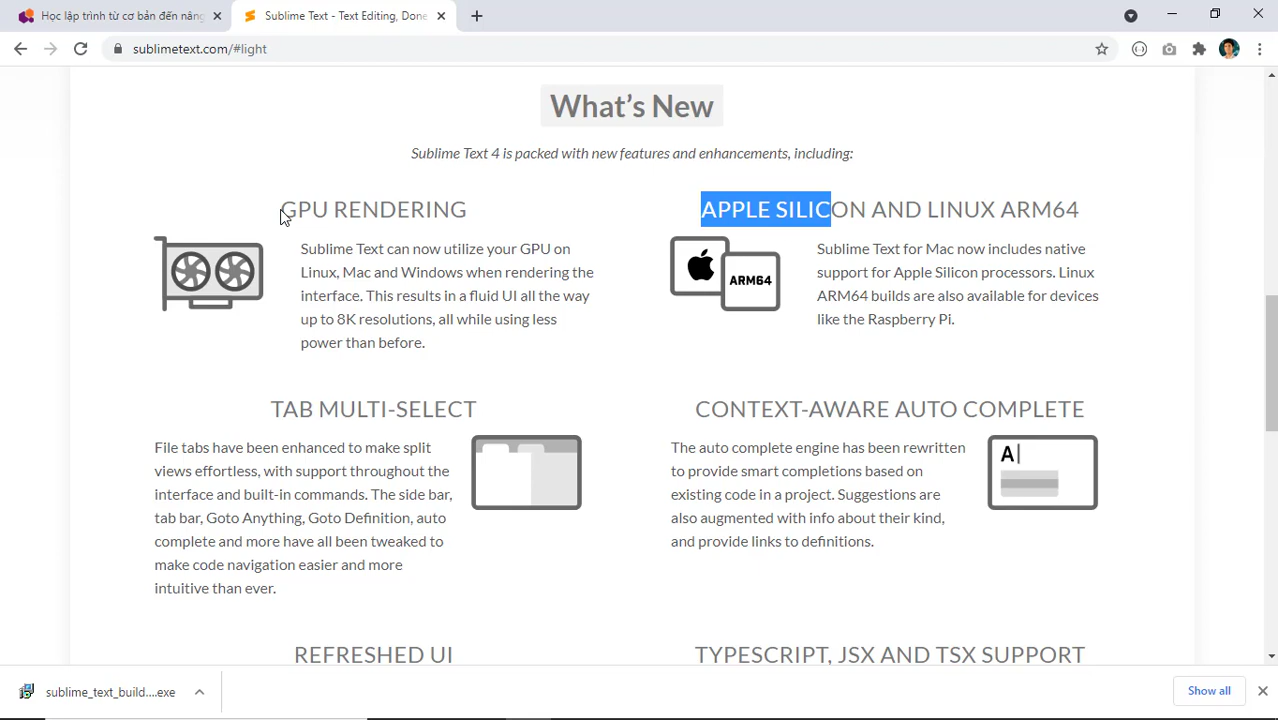 Học lập trình từ cơ bản đến nâng
Sublime Text - Text Editing, Done
sublimetext.com/#light
What's New
Sublime Text 4 is packed with new features and enhancements, including:
GPU RENDERING
Sublime Text can now utilize your GPU on
Linux, Mac and Windows when rendering the
interface. This results in a fluid UI all the way
up to 8K resolutions, all while using less
power than before.
APPLE SILICON AND LINUX ARM64
ARM64
Sublime Text for Mac now includes native
support for Apple Silicon processors. Linux
ARM64 builds are also available for devices
like the Raspberry Pi.
TAB MULTI-SELECT
File tabs have been enhanced to make split
views effortless, with support throughout the
interface and built-in commands. The side bar,
tab bar, Goto Anything, Goto Definition, auto
complete and more have all been tweaked to
make code navigation easier and more
intuitive than ever.
CONTEXT-AWARE AUTO COMPLETE
The auto complete engine has been rewritten
to provide smart completions based on
existing code in a project. Suggestions are
also augmented with info about their kind,
and provide links to definitions.
A
REFRESHED UI
TYPESCRIPT, JSX AND TSX SUPPORT
sublime_text_build....exe
Show all